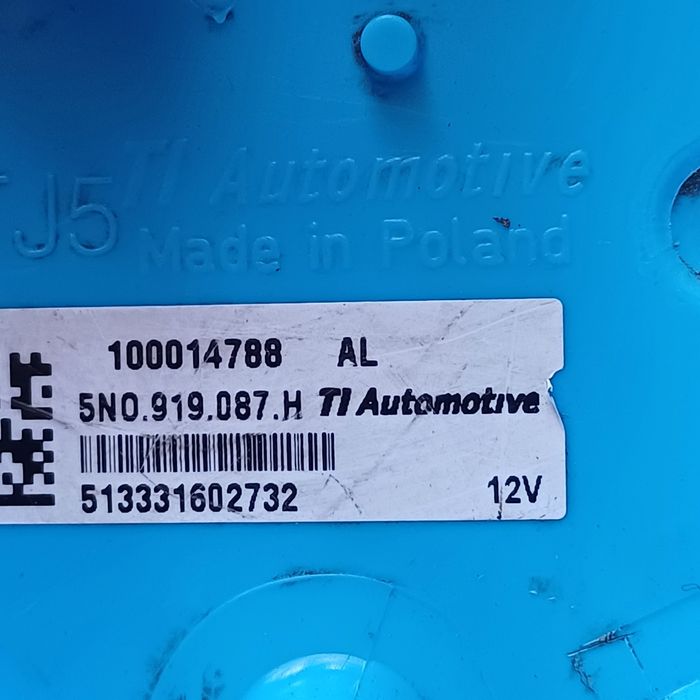 TI Automotive
J5
Made in Poland
100014788 AL
5N0.919.087.H TI Automotive
513331602732
12V